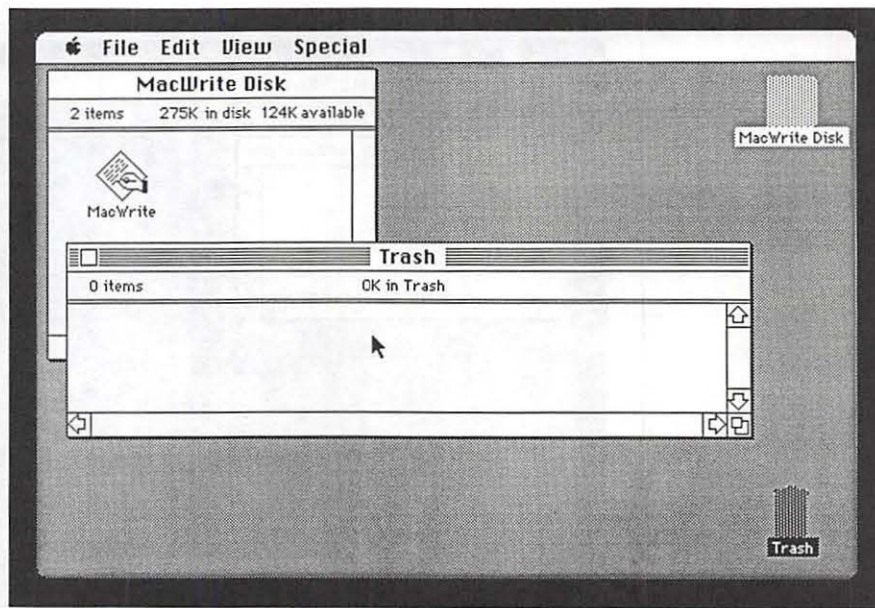 File Edit View Special
MacWrite Disk
2 items 275K in disk 124K available
MacWrite
MacWrite Disk
Trash
0 items 0K in Trash
Trash